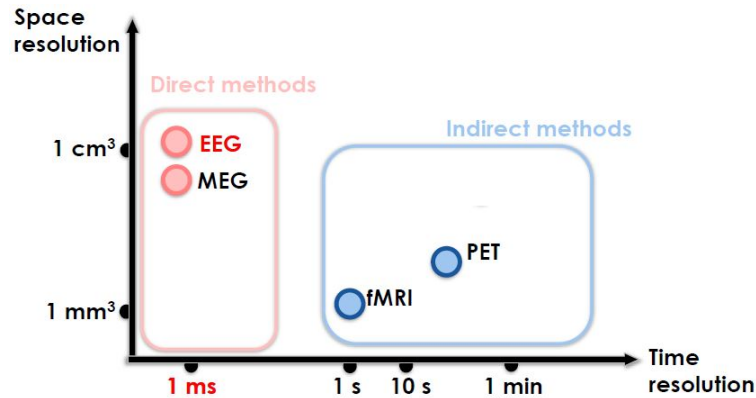 Space
resolution
Direct methods
Indirect methods
1 cm³
EEG
MEG
PET
fMRI
1 mm³
1 ms
1 s
10 s
1 min
Time
resolution